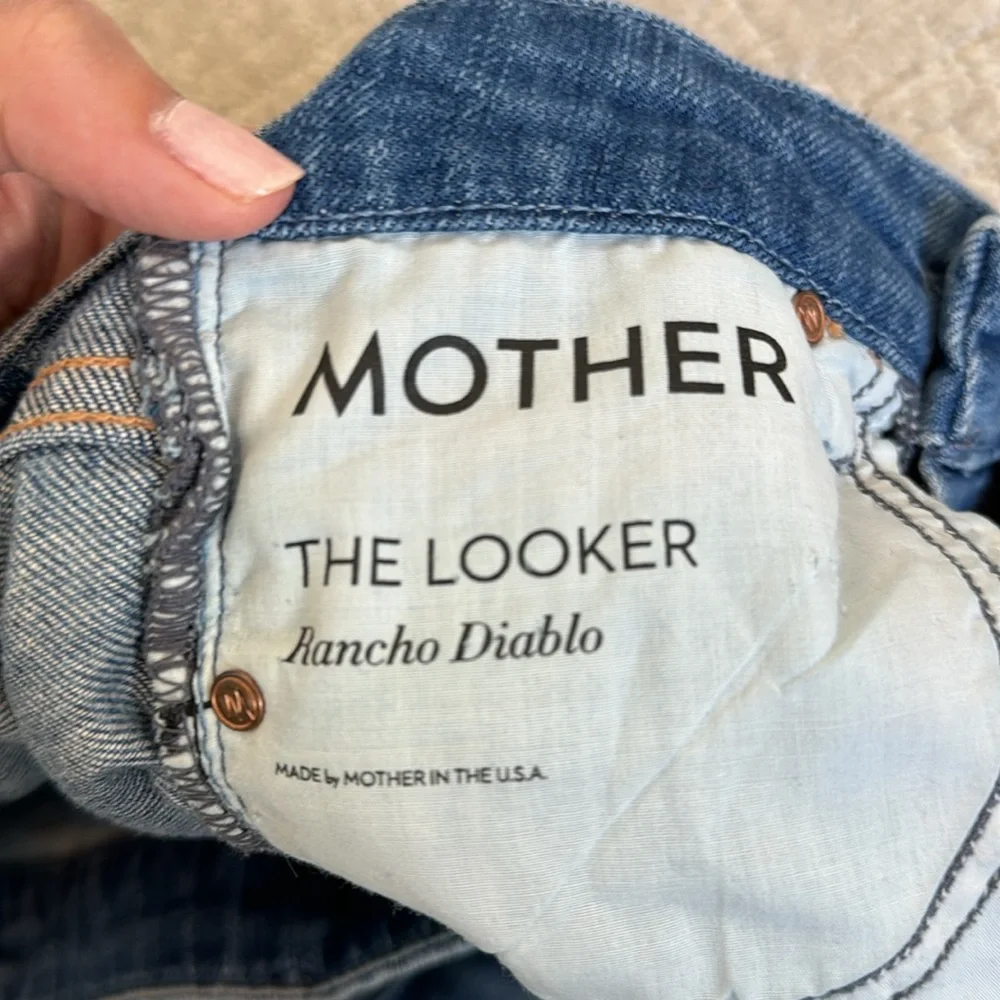 MOTHER
THE LOOKER
Rancho Diablo
MADE by MOTHER IN THE U.S.A.